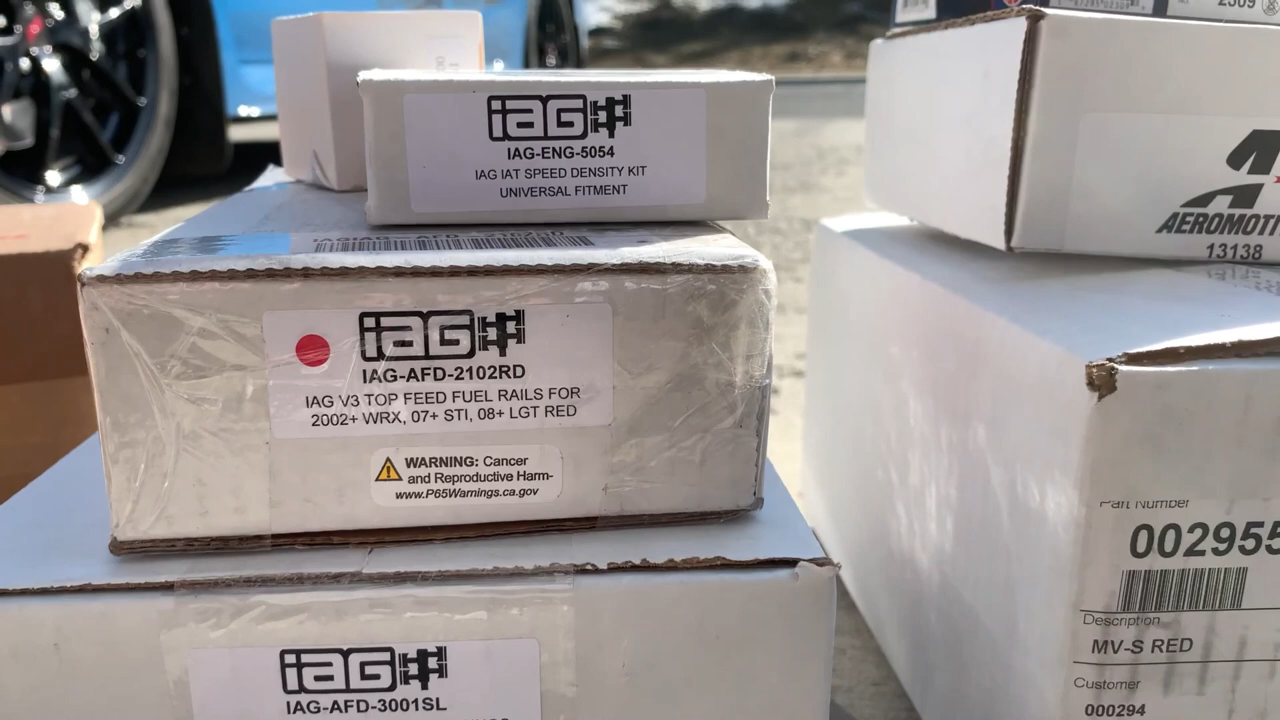 iAG
IAG-ENG-5054
IAG IAT SPEED DENSITY KIT
UNIVERSAL FITMENT
iAG
IAG-AFD-2102RD
IAG V3 TOP FEED FUEL RAILS FOR
2002+ WRX, 07+ STI, 08+ LGT RED
WARNING: Cancer
and Reproductive Harm-
www.P65Warnings.ca.gov
iAG
IAG-AFD-3001SL
2309
AEROMOTI
13138
Part Number
002955
Description
MV-S RED
Customer
000294